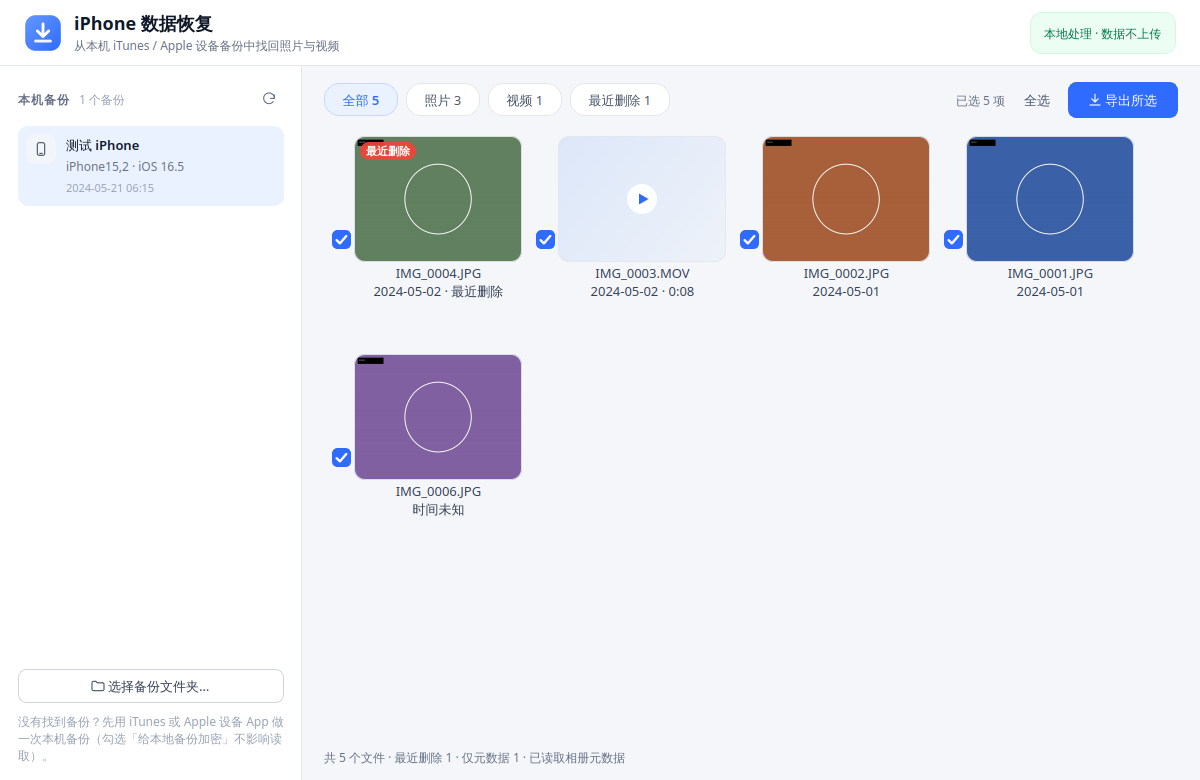 iPhone 数据恢复
从本机 iTunes / Apple 设备备份中找回照片与视频
本地处理 · 数据不上传
本机备份 1 个备份
测试 iPhone
iPhone15,2 · iOS 16.5
2024-05-21 06:15
选择备份文件夹...
没有找到备份？先用 iTunes 或 Apple 设备 App 做
一次本机备份（勾选「给本地备份加密」不影响读
取）。
全部 5 照片 3 视频 1 最近删除 1
已选 5 项 全选 导出所选
最近删除
IMG_0004.JPG
2024-05-02 · 最近删除
IMG_0003.MOV
2024-05-02 · 0:08
IMG_0002.JPG
2024-05-01
IMG_0001.JPG
2024-05-01
IMG_0006.JPG
时间未知
共 5 个文件 · 最近删除 1 · 仅元数据 1 · 已读取相册元数据